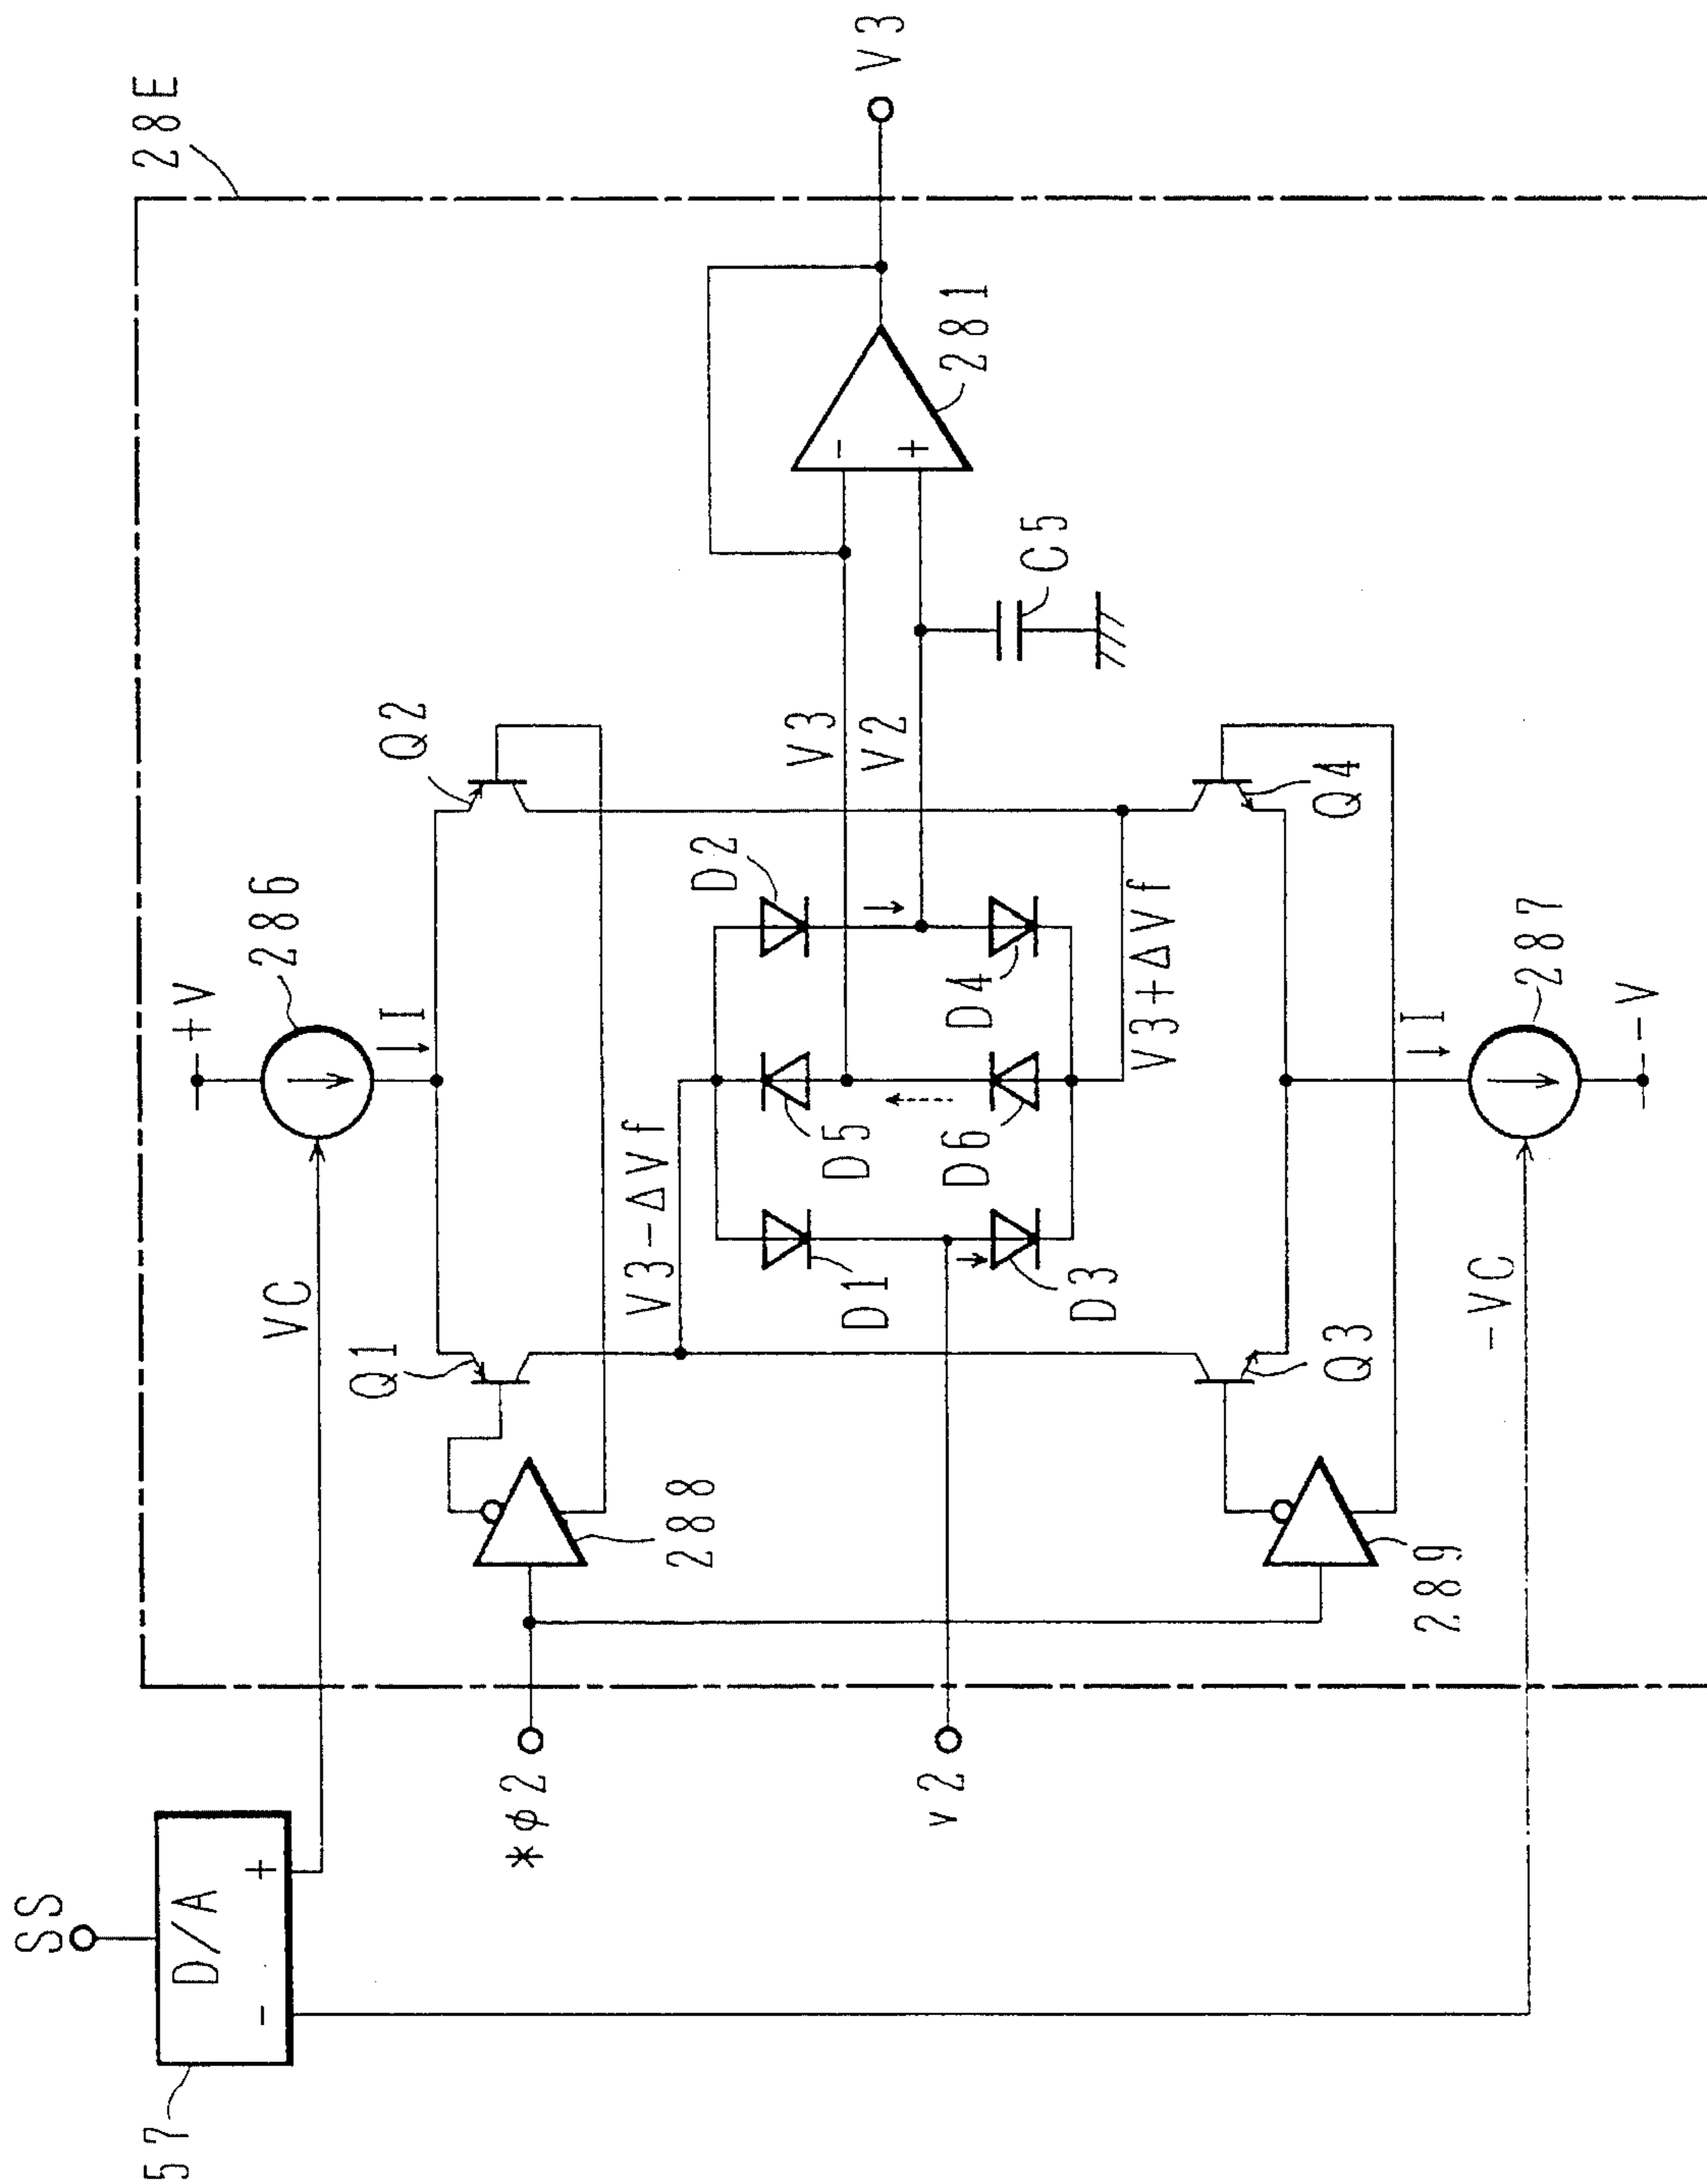 28E
V3
SS
D/A
+
-
57
VC
-VC
+V
286
I
Q1
Q2
V3-ΔVf
288
*φ2
v2
D1
D5
D2
D3
D6
D4
V3
V2
-
+
281
C5
V3+ΔVf
Q3
Q4
289
I
287
-V